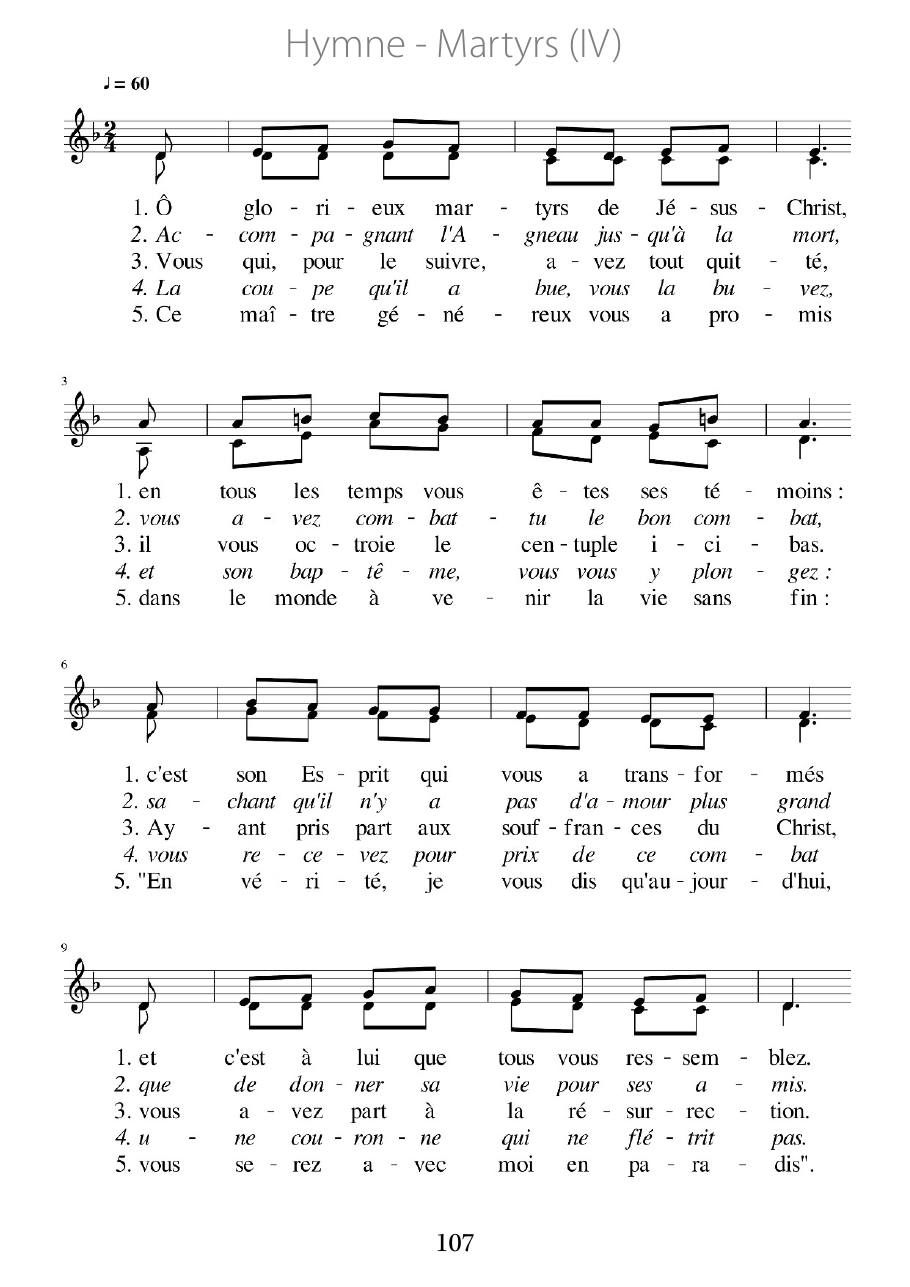 Hymne - Martyrs (IV)
♩ = 60
1. Ô glo - ri - eux mar - tyrs de Jé - sus - Christ,
2. Ac - com - pa - gnant l'A - gneau jus - qu'à la mort,
3. Vous qui, pour le suivre, a - vez tout quit - té,
4. La cou - pe qu'il a bue, vous la bu - vez,
5. Ce maî - tre gé - né - reux vous a pro - mis
3
1. en tous les temps vous ê - tes ses té - moins :
2. vous a - vez com - bat - tu le bon com - bat,
3. il vous oc - troie le cen - tuple i - ci - bas.
4. et son bap - tê - me, vous vous y plon - gez :
5. dans le monde à ve - nir la vie sans fin :
6
1. c'est son Es - prit qui vous a trans - for - més
2. sa - chant qu'il n'y a pas d'a - mour plus grand
3. Ay - ant pris part aux souf - fran - ces du Christ,
4. vous re - ce - vez pour prix de ce com - bat
5. "En vé - ri - té, je vous dis qu'au - jour - d'hui,
9
1. et c'est à lui que tous vous res - sem - blez.
2. que de don - ner sa vie pour ses a - mis.
3. vous a - vez part à la ré - sur - rec - tion.
4. u - ne cou - ron - ne qui ne flé - trit pas.
5. vous se - rez a - vec moi en pa - ra - dis".
107